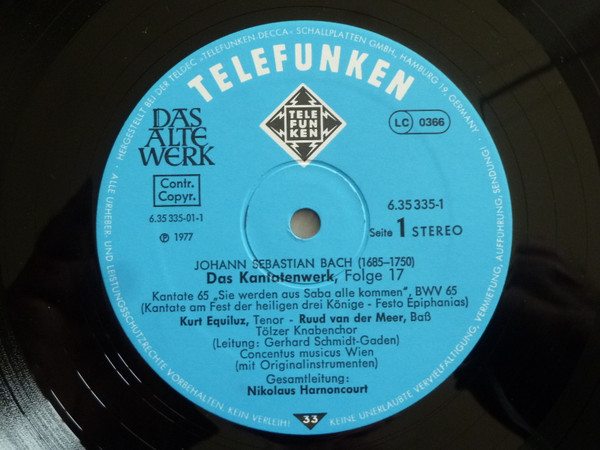 HERGESTELLT BEI DER TELDEC »TELEFUNKEN-DECCA« SCHALLPLATTEN GMBH, HAMBURG 19, GERMANY
ALLE URHEBER- UND LEISTUNGSSCHUTZRECHTE VORBEHALTEN. KEIN VERLEIH! KEINE UNERLAUBTE VERVIELFÄLTIGUNG, VERMIETUNG, AUFFÜHRUNG, SENDUNG!
TELEFUNKEN
TELE
FUN
KEN
DAS
ALTE
WERK
LC 0366
Contr.
Copyr.
6.35 335-01-1
℗ 1977
6.35 335-1
Seite 1 STEREO
JOHANN SEBASTIAN BACH (1685–1750)
Das Kantatenwerk, Folge 17
Kantate 65 „Sie werden aus Saba alle kommen“, BWV 65
(Kantate am Fest der heiligen drei Könige - Festo Epiphanias)
Kurt Equiluz, Tenor - Ruud van der Meer, Baß
Tölzer Knabenchor
(Leitung: Gerhard Schmidt-Gaden)
Concentus musicus Wien
(mit Originalinstrumenten)
Gesamtleitung:
Nikolaus Harnoncourt
33